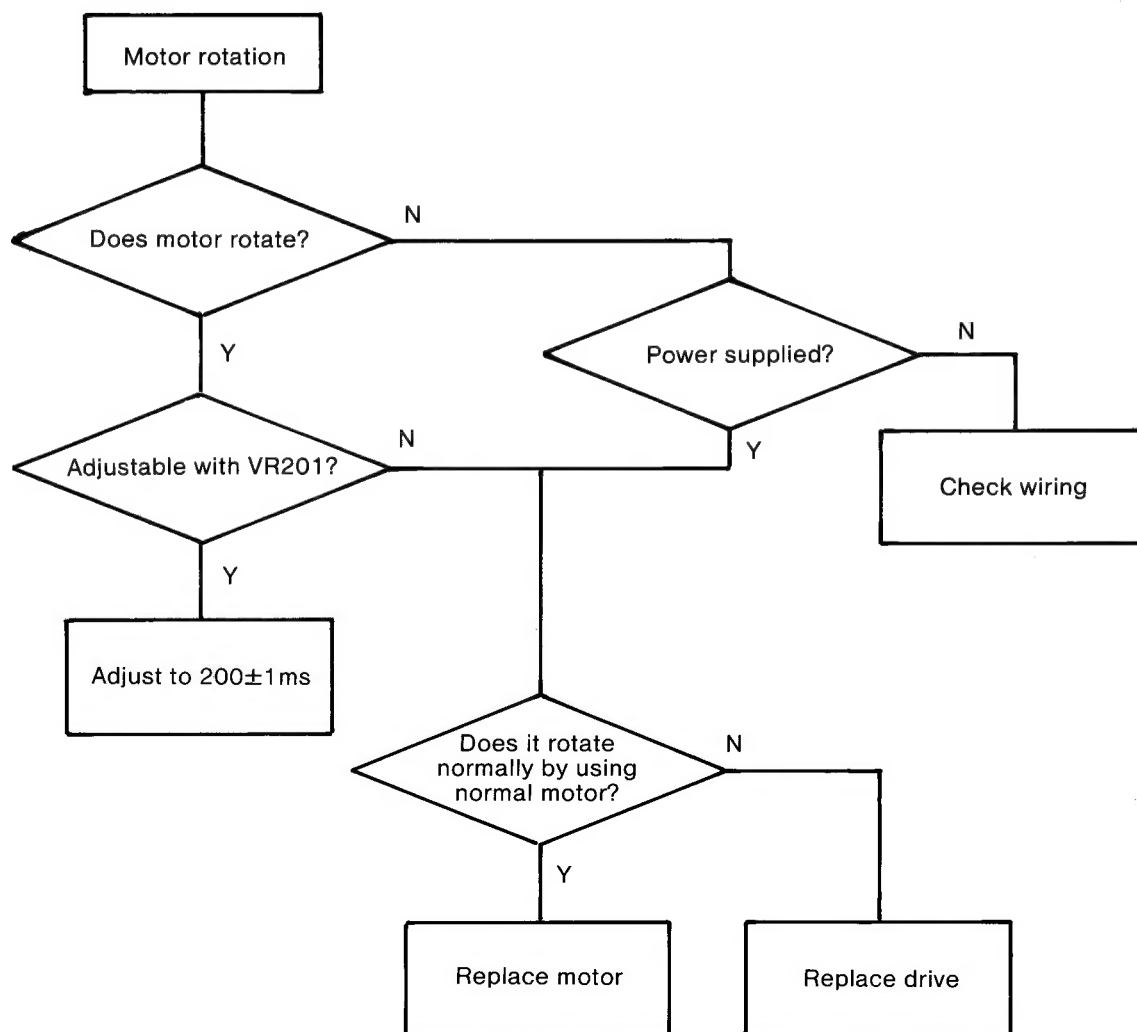 Motor rotation
Does motor rotate?
N
Y
Power supplied?
N
Y
Check wiring
Adjustable with VR201?
N
Y
Adjust to 200±1ms
Does it rotate
normally by using
normal motor?
N
Y
Replace motor
Replace drive